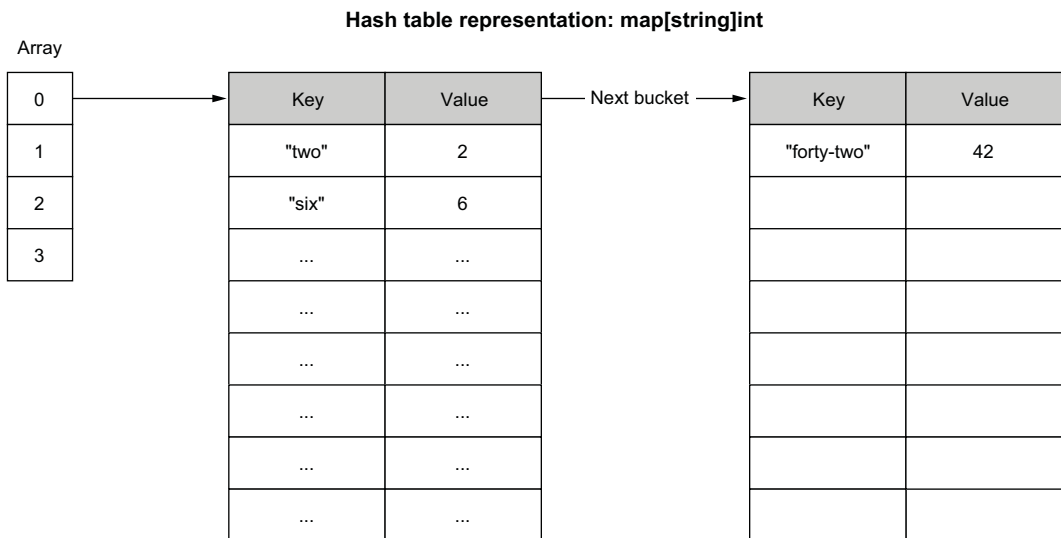 Hash table representation: map[string]int
Array
0 Key Value Next bucket Key Value
1 "two" 2 "forty-two" 42
2 "six" 6
3 ... ...
... ...
... ...
... ...
... ...
... ...